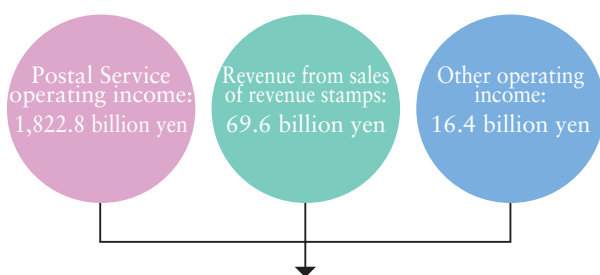 Postal Service
operating income:
1,822.8 billion yen
Revenue from sales
of revenue stamps:
69.6 billion yen
Other operating
income:
16.4 billion yen